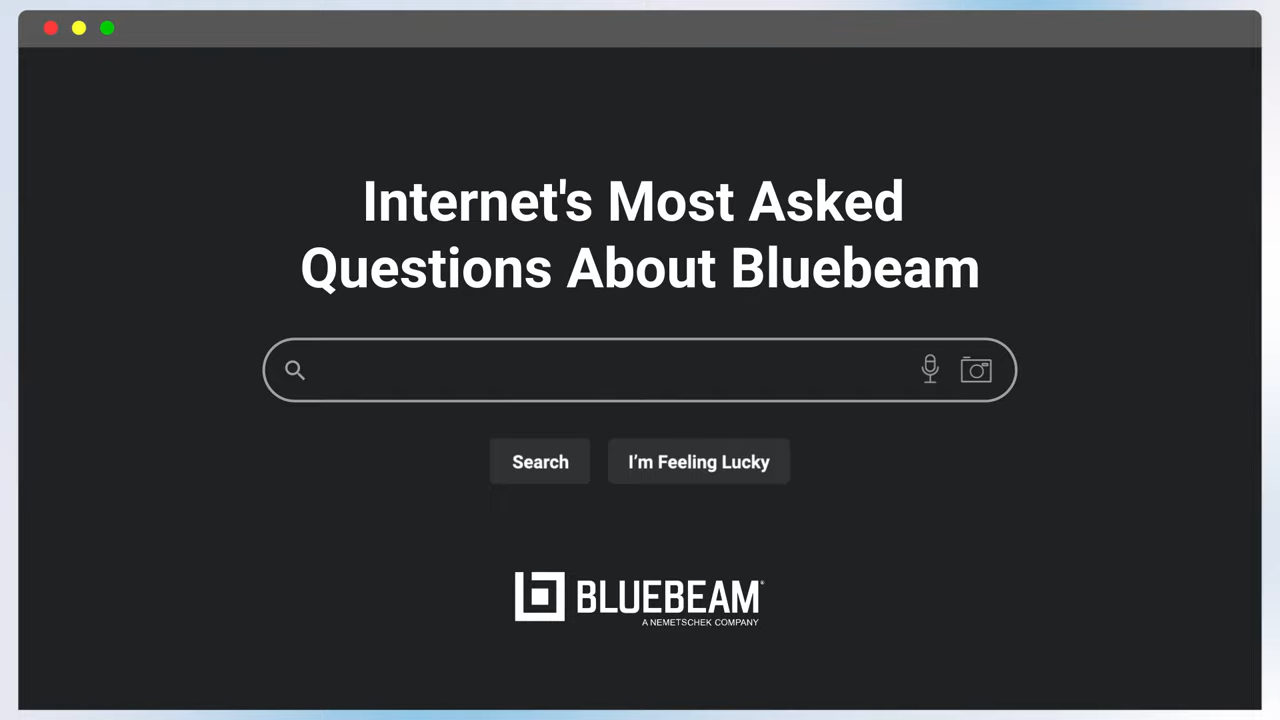 Internet's Most Asked
Questions About Bluebeam
Search
I’m Feeling Lucky
BLUEBEAM®
A NEMETSCHEK COMPANY